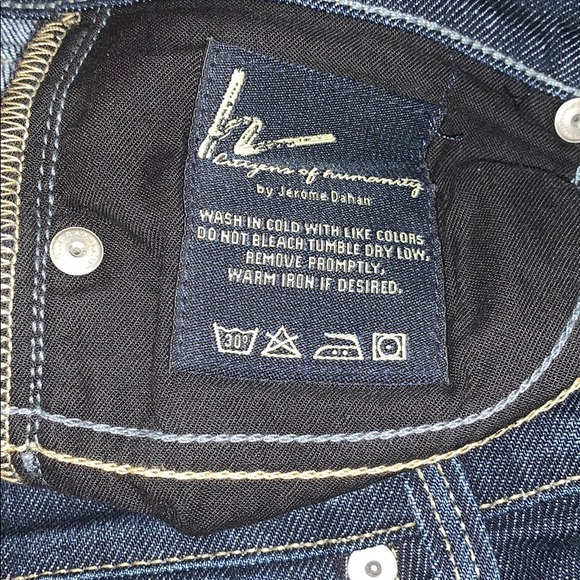 h
Citizens of humanity
by Jerome Dahan
WASH IN COLD WITH LIKE COLORS
DO NOT BLEACH TUMBLE DRY LOW,
REMOVE PROMPTLY,
WARM IRON IF DESIRED.
30°